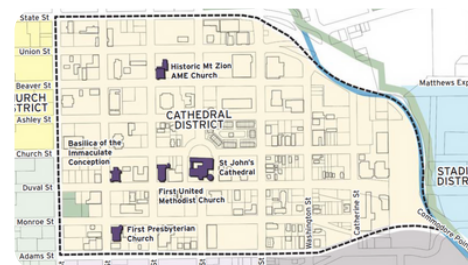 State St
Union St
Beaver St
URCH
TRICT
Ashley St
Church St
Duval St
Monroe St
Adams St
Historic Mt Zion
AME Church
CATHEDRAL
DISTRICT
Basilica of the
Immaculate
Conception
St John's
Cathedral
First United
Methodist Church
First Presbyterian
Church
Washington St
Catherine St
Matthews Exp
STADI
DISTR
Commodore Poin